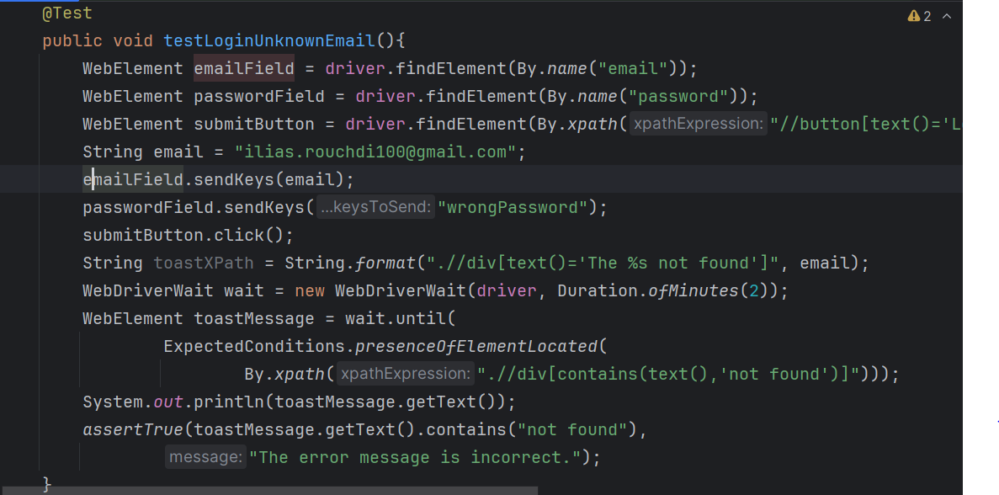 @Test
2
public void testLoginUnknownEmail(){
WebElement emailField = driver.findElement(By.name("email"));
WebElement passwordField = driver.findElement(By.name("password"));
WebElement submitButton = driver.findElement(By.xpath( xpathExpression: "//button[text()='L
String email = "ilias.rouchdi100@gmail.com";
emailField.sendKeys(email);
passwordField.sendKeys( ...keysToSend: "wrongPassword");
submitButton.click();
String toastXPath = String.format(".//div[text()='The %s not found']", email);
WebDriverWait wait = new WebDriverWait(driver, Duration.ofMinutes(2));
WebElement toastMessage = wait.until(
ExpectedConditions.presenceOfElementLocated(
By.xpath( xpathExpression: ".//div[contains(text(),'not found')]")));
System.out.println(toastMessage.getText());
assertTrue(toastMessage.getText().contains("not found"),
message: "The error message is incorrect.");
}